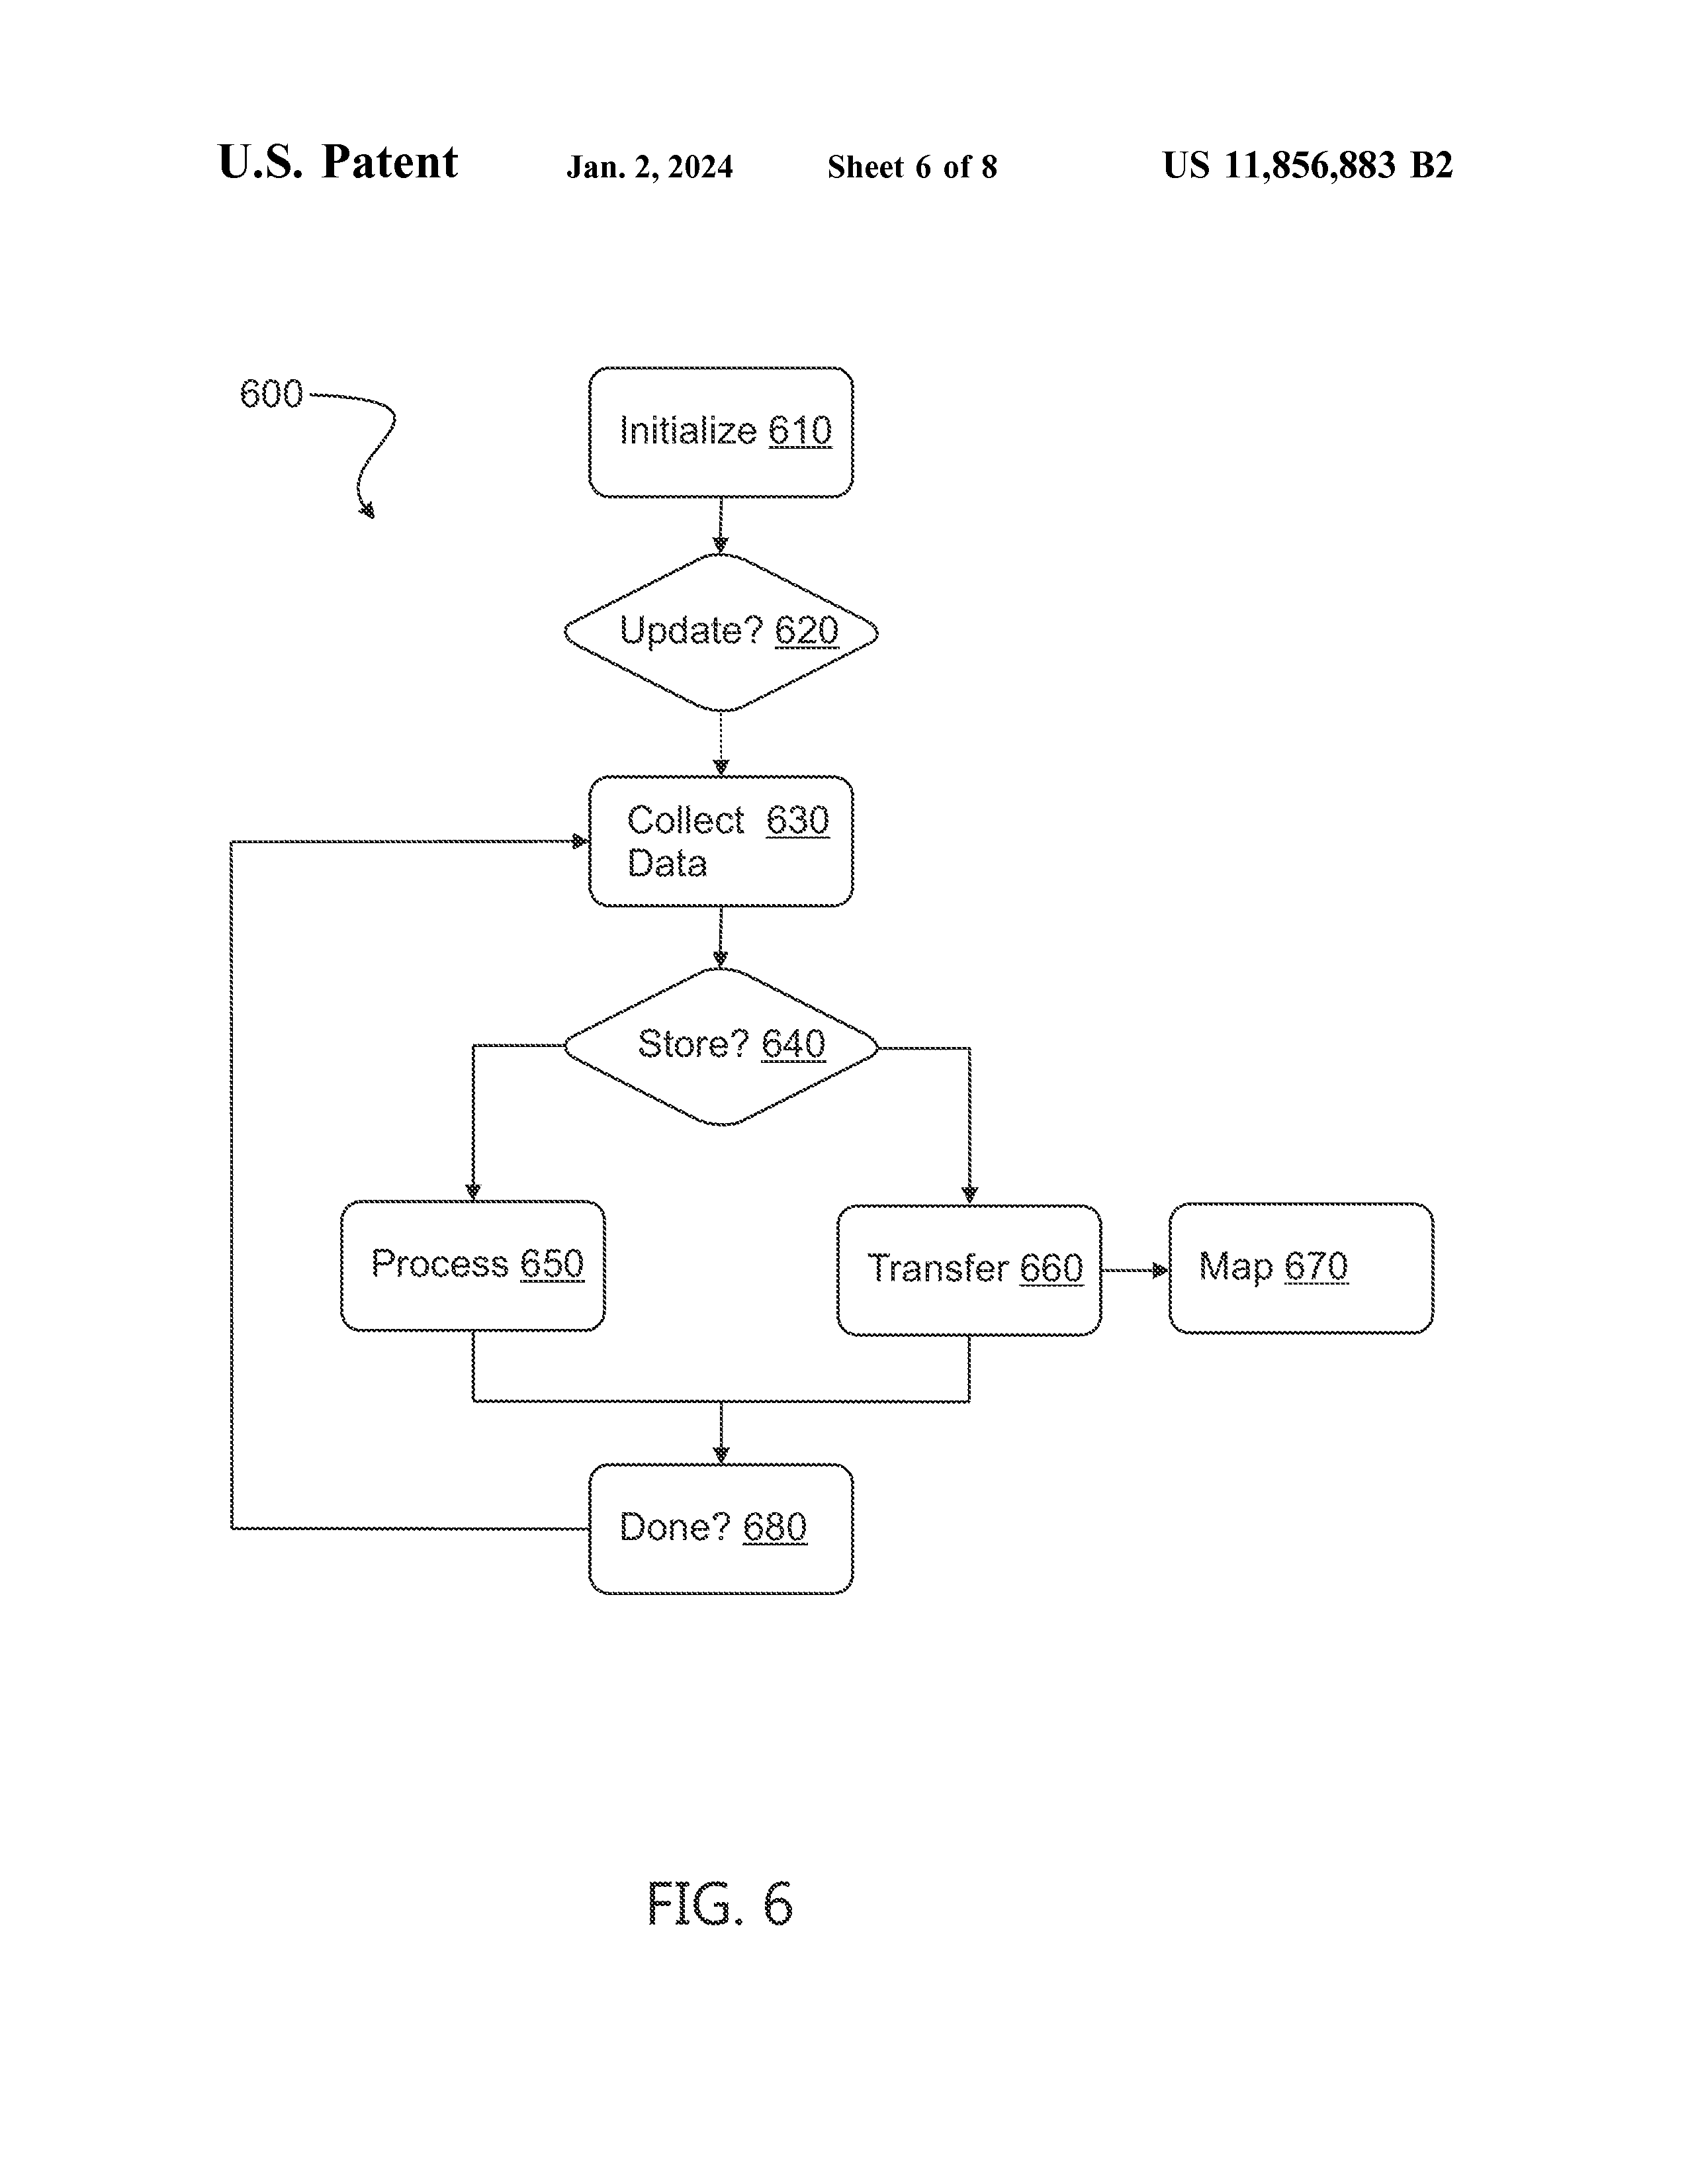 U.S. Patent Jan. 2, 2024 Sheet 6 of 8 US 11,856,883 B2
600
Initialize 610
Update? 620
Collect 630
Data
Store? 640
Process 650
Transfer 660
Map 670
Done? 680
FIG. 6